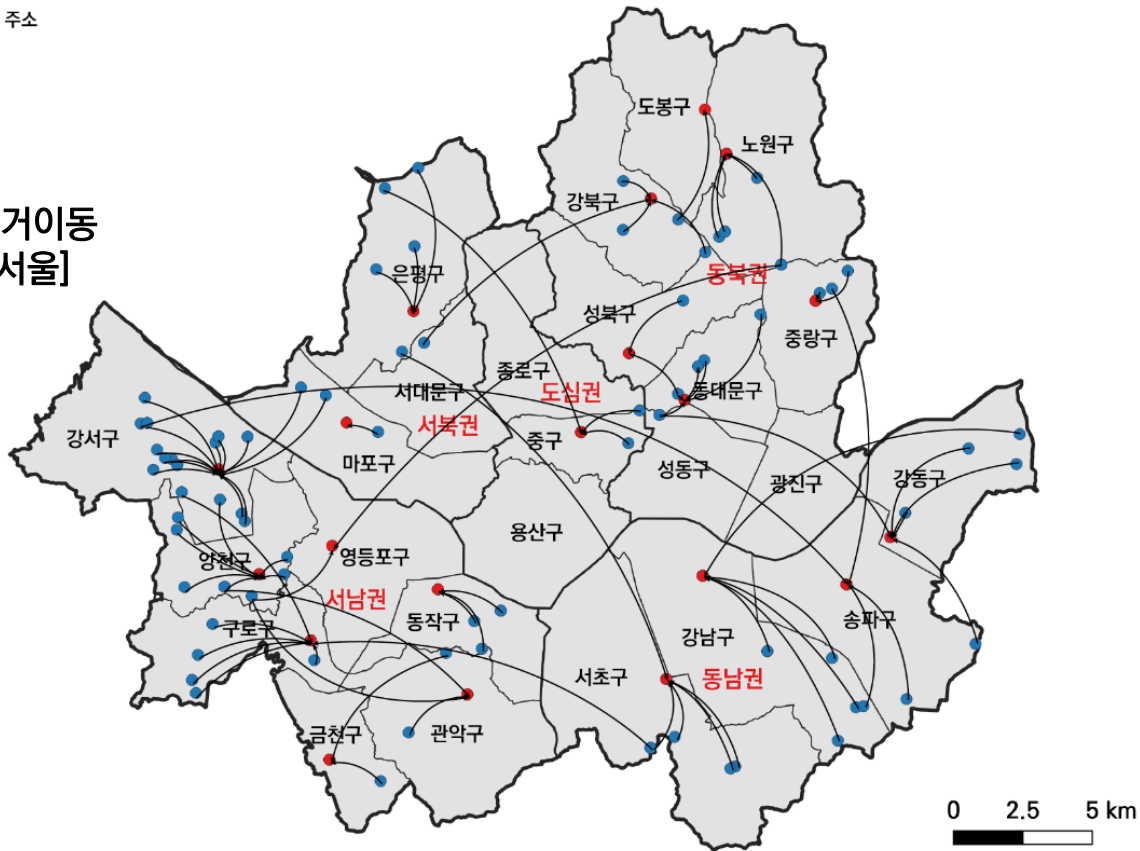 주소
거이동
서울]
도봉구
노원구
강북구
은평구
동북권
성북구
중랑구
종로구
서대문구
도심권
동대문구
강서구
서북권
마포구
중구
성동구
광진구
강동구
용산구
양천구
영등포구
서남권
구로구
동작구
강남구
송파구
서초구
동남권
금천구
관악구
0 2.5 5 km